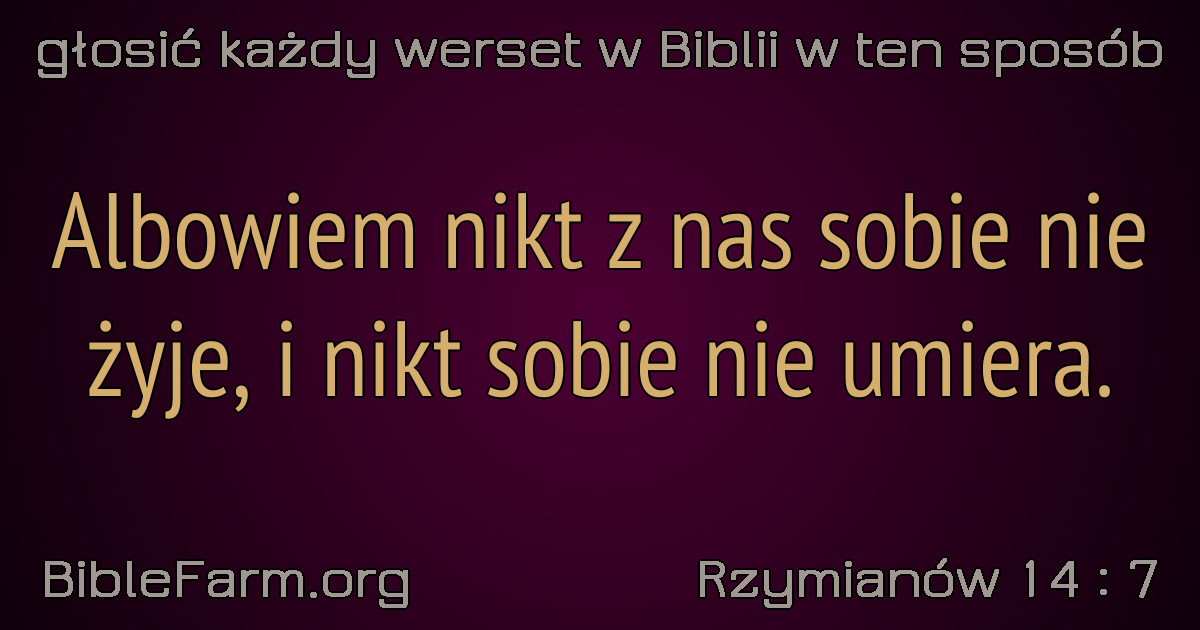 głosić każdy werset w Biblii w ten sposób
Albowiem nikt z nas sobie nie
żyje, i nikt sobie nie umiera.
BibleFarm.org
Rzymianów 14 : 7